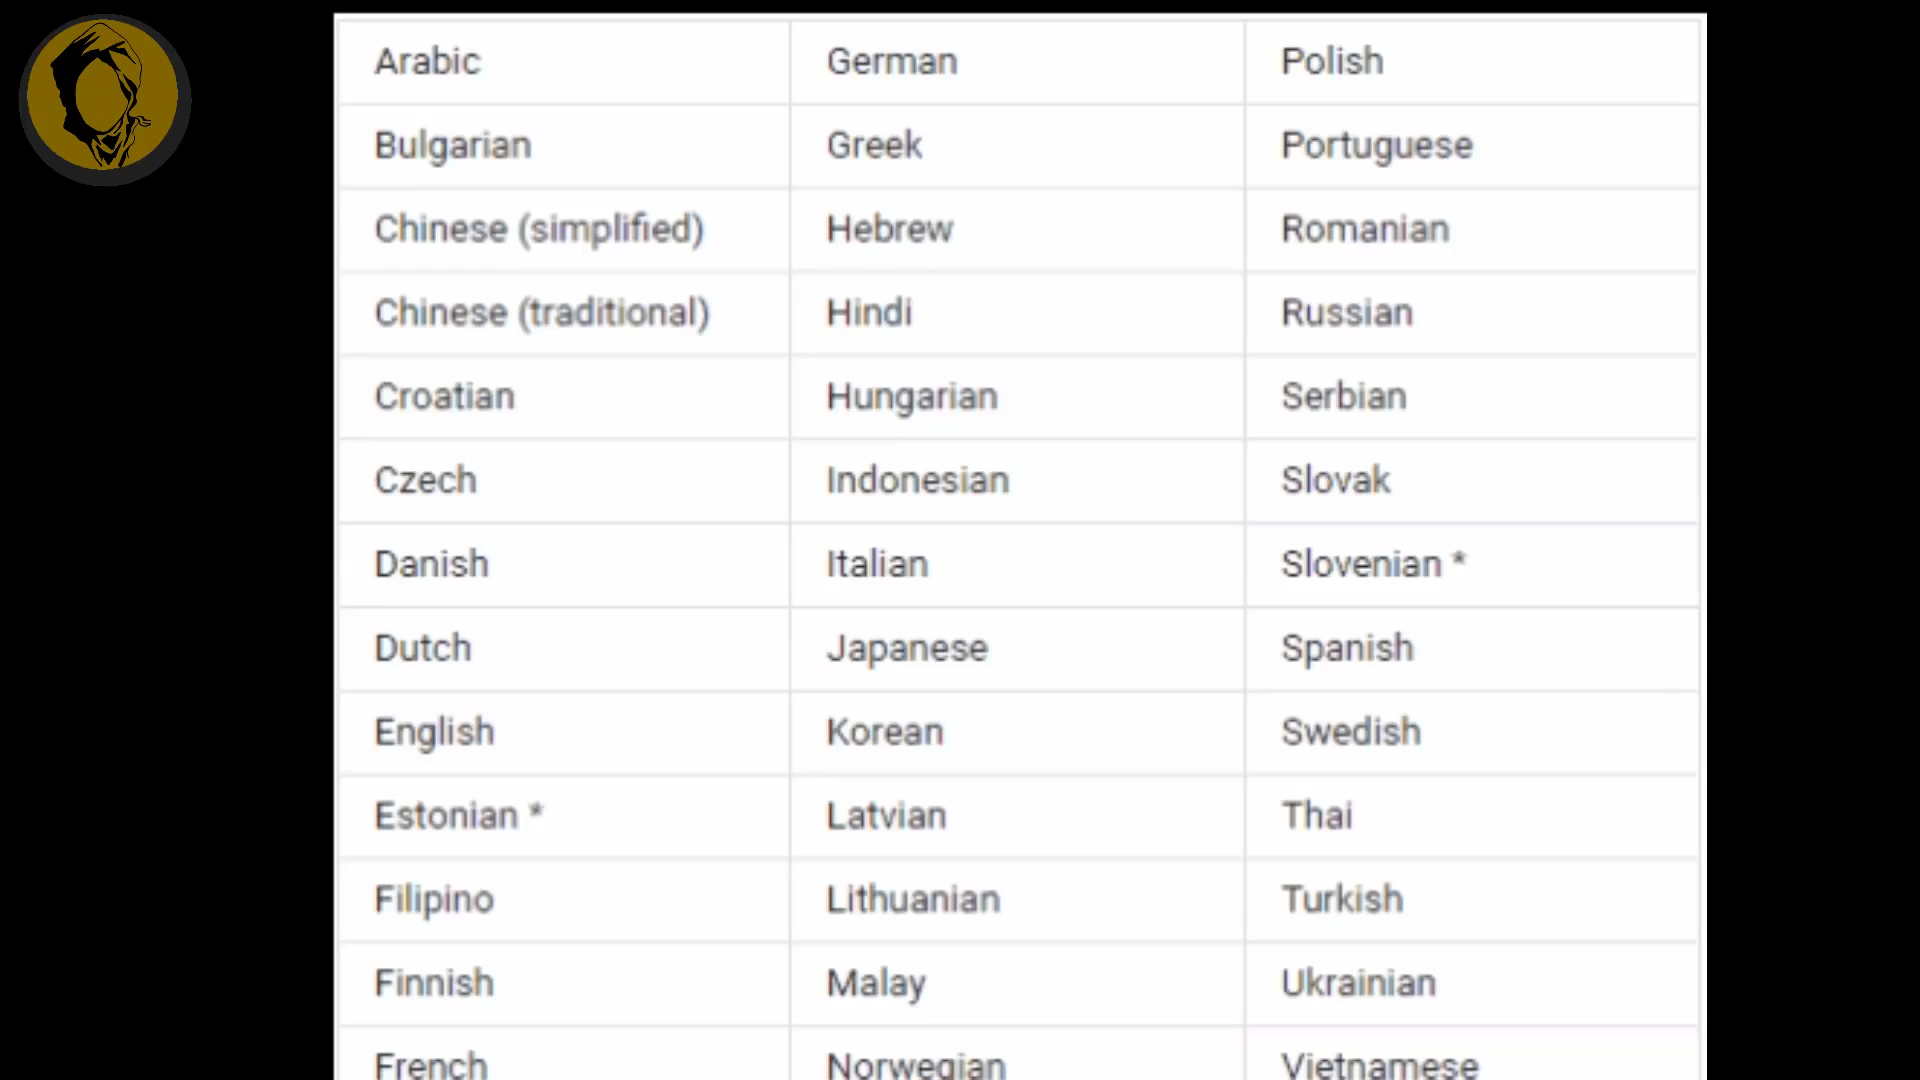 Arabic German Polish
Bulgarian Greek Portuguese
Chinese (simplified) Hebrew Romanian
Chinese (traditional) Hindi Russian
Croatian Hungarian Serbian
Czech Indonesian Slovak
Danish Italian Slovenian *
Dutch Japanese Spanish
English Korean Swedish
Estonian * Latvian Thai
Filipino Lithuanian Turkish
Finnish Malay Ukrainian
French Norwegian Vietnamese